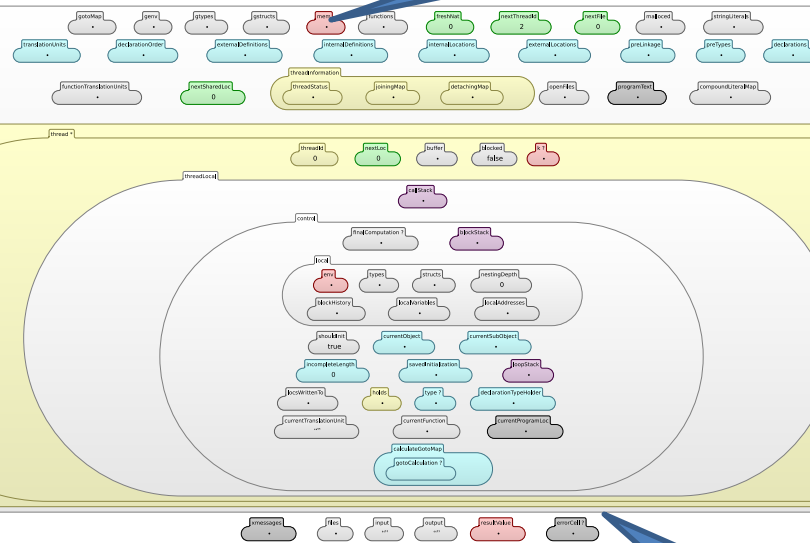 gotoMap genv gtypes gstructs mem functions freshNat nextThreadId nextFile malloced stringLiterals
• • • • • • 0 2 0 • •
translationUnits declarationOrder externalDefinitions internalDefinitions internalLocations externalLocations preLinkage preTypes declarations
• • • • • • • • •
threadInformation
functionTranslationUnits nextSharedLoc threadStatus joiningMap detachingMap openFiles programText compoundLiteralMap
• 0 • • • • • •
thread *
threadId nextLoc buffer blocked k ?
0 0 • false •
threadLocal
callStack
•
control
finalComputation ? blockStack
• •
local
env types structs nestingDepth
• • • 0
blockHistory localVariables localAddresses
• • •
shouldInit currentObject currentSubObject
true • •
incompleteLength savedInitialization loopStack
0 • •
locsWrittenTo holds type ? declarationTypeHolder
• • • •
currentTranslationUnit currentFunction currentProgramLoc
"" • •
calculateGotoMap
gotoCalculation ?
xmessages files input output resultValue errorCell ?
• • "" "" • •